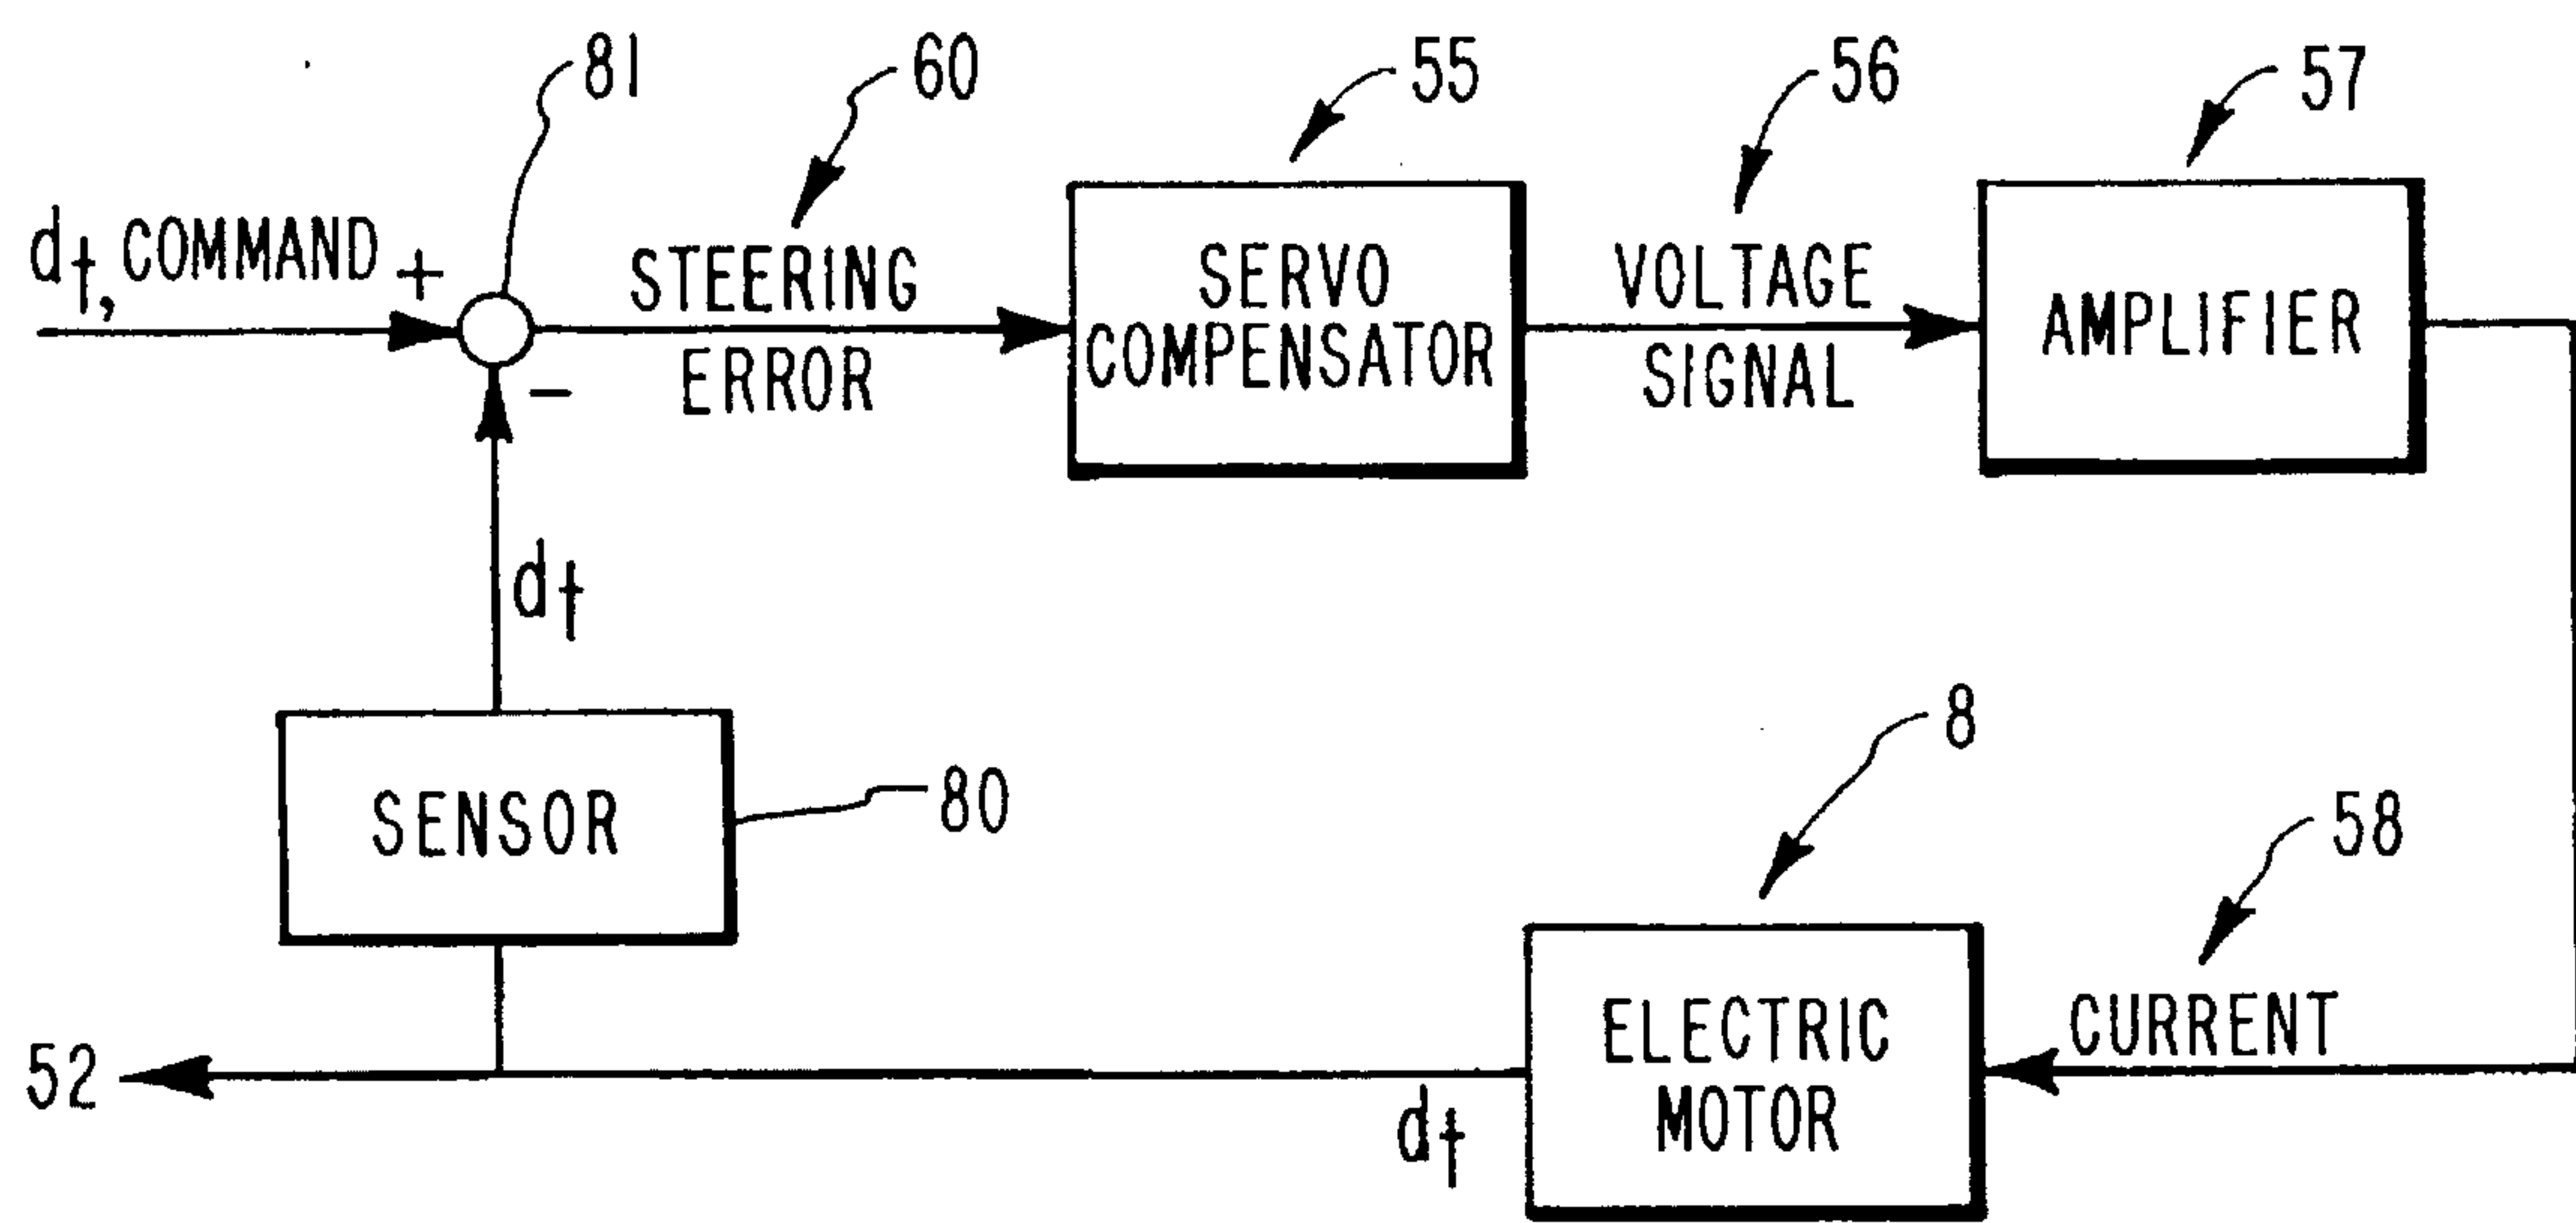 81
60
55
56
57
dt, COMMAND +
STEERING
ERROR
SERVO
COMPENSATOR
VOLTAGE
SIGNAL
AMPLIFIER
−
dt
8
SENSOR
80
58
ELECTRIC
MOTOR
CURRENT
52
dt